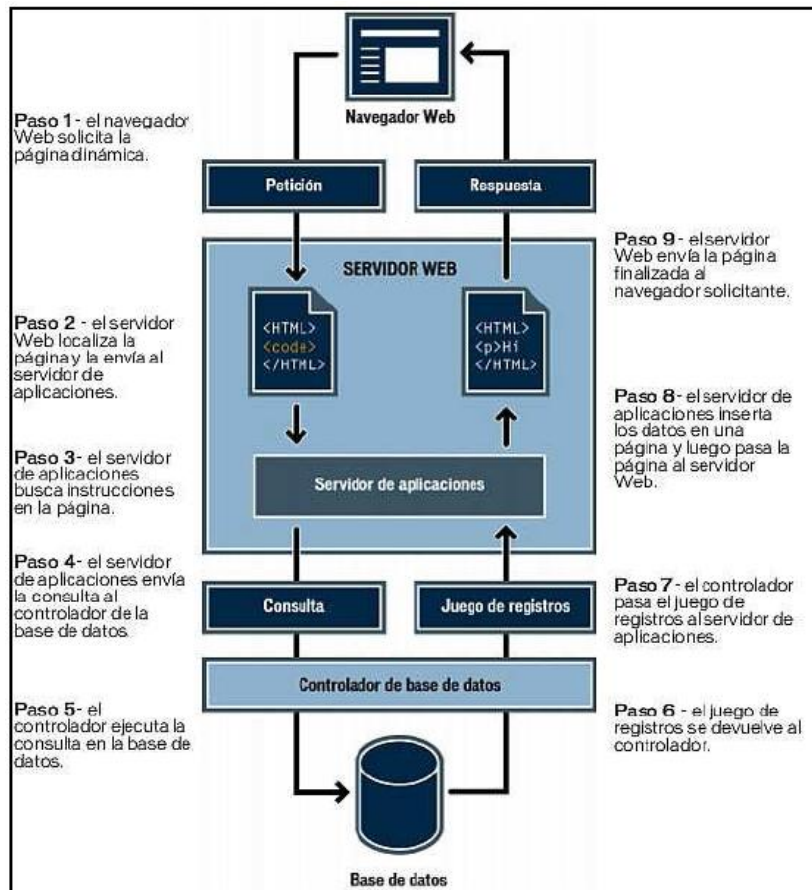 Navegador Web
Paso 1 - el navegador
Web solicita la
página dinámica.
Petición
Respuesta
Paso 9 - el servidor
Web envía la página
finalizada al
navegador solicitante.
SERVIDOR WEB
<HTML>
<code>
</HTML>
<HTML>
<p>Hi
</HTML>
Paso 2 - el servidor
Web localiza la
página y la envía al
servidor de
aplicaciones.
Paso 8 - el servidor de
aplicaciones inserta
los datos en una
página y luego pasa la
página al servidor
Web.
Paso 3 - el servidor
de aplicaciones
busca instrucciones
en la página.
Servidor de aplicaciones
Paso 4 - el servidor
de aplicaciones envía
la consulta al
controlador de la
base de datos.
Consulta
Juego de registros
Paso 7 - el controlador
pasa el juego de
registros al servidor de
aplicaciones.
Controlador de base de datos
Paso 5 - el
controlador ejecuta la
consulta en la base de
datos.
Paso 6 - el juego de
registros se devuelve al
controlador.
Base de datos